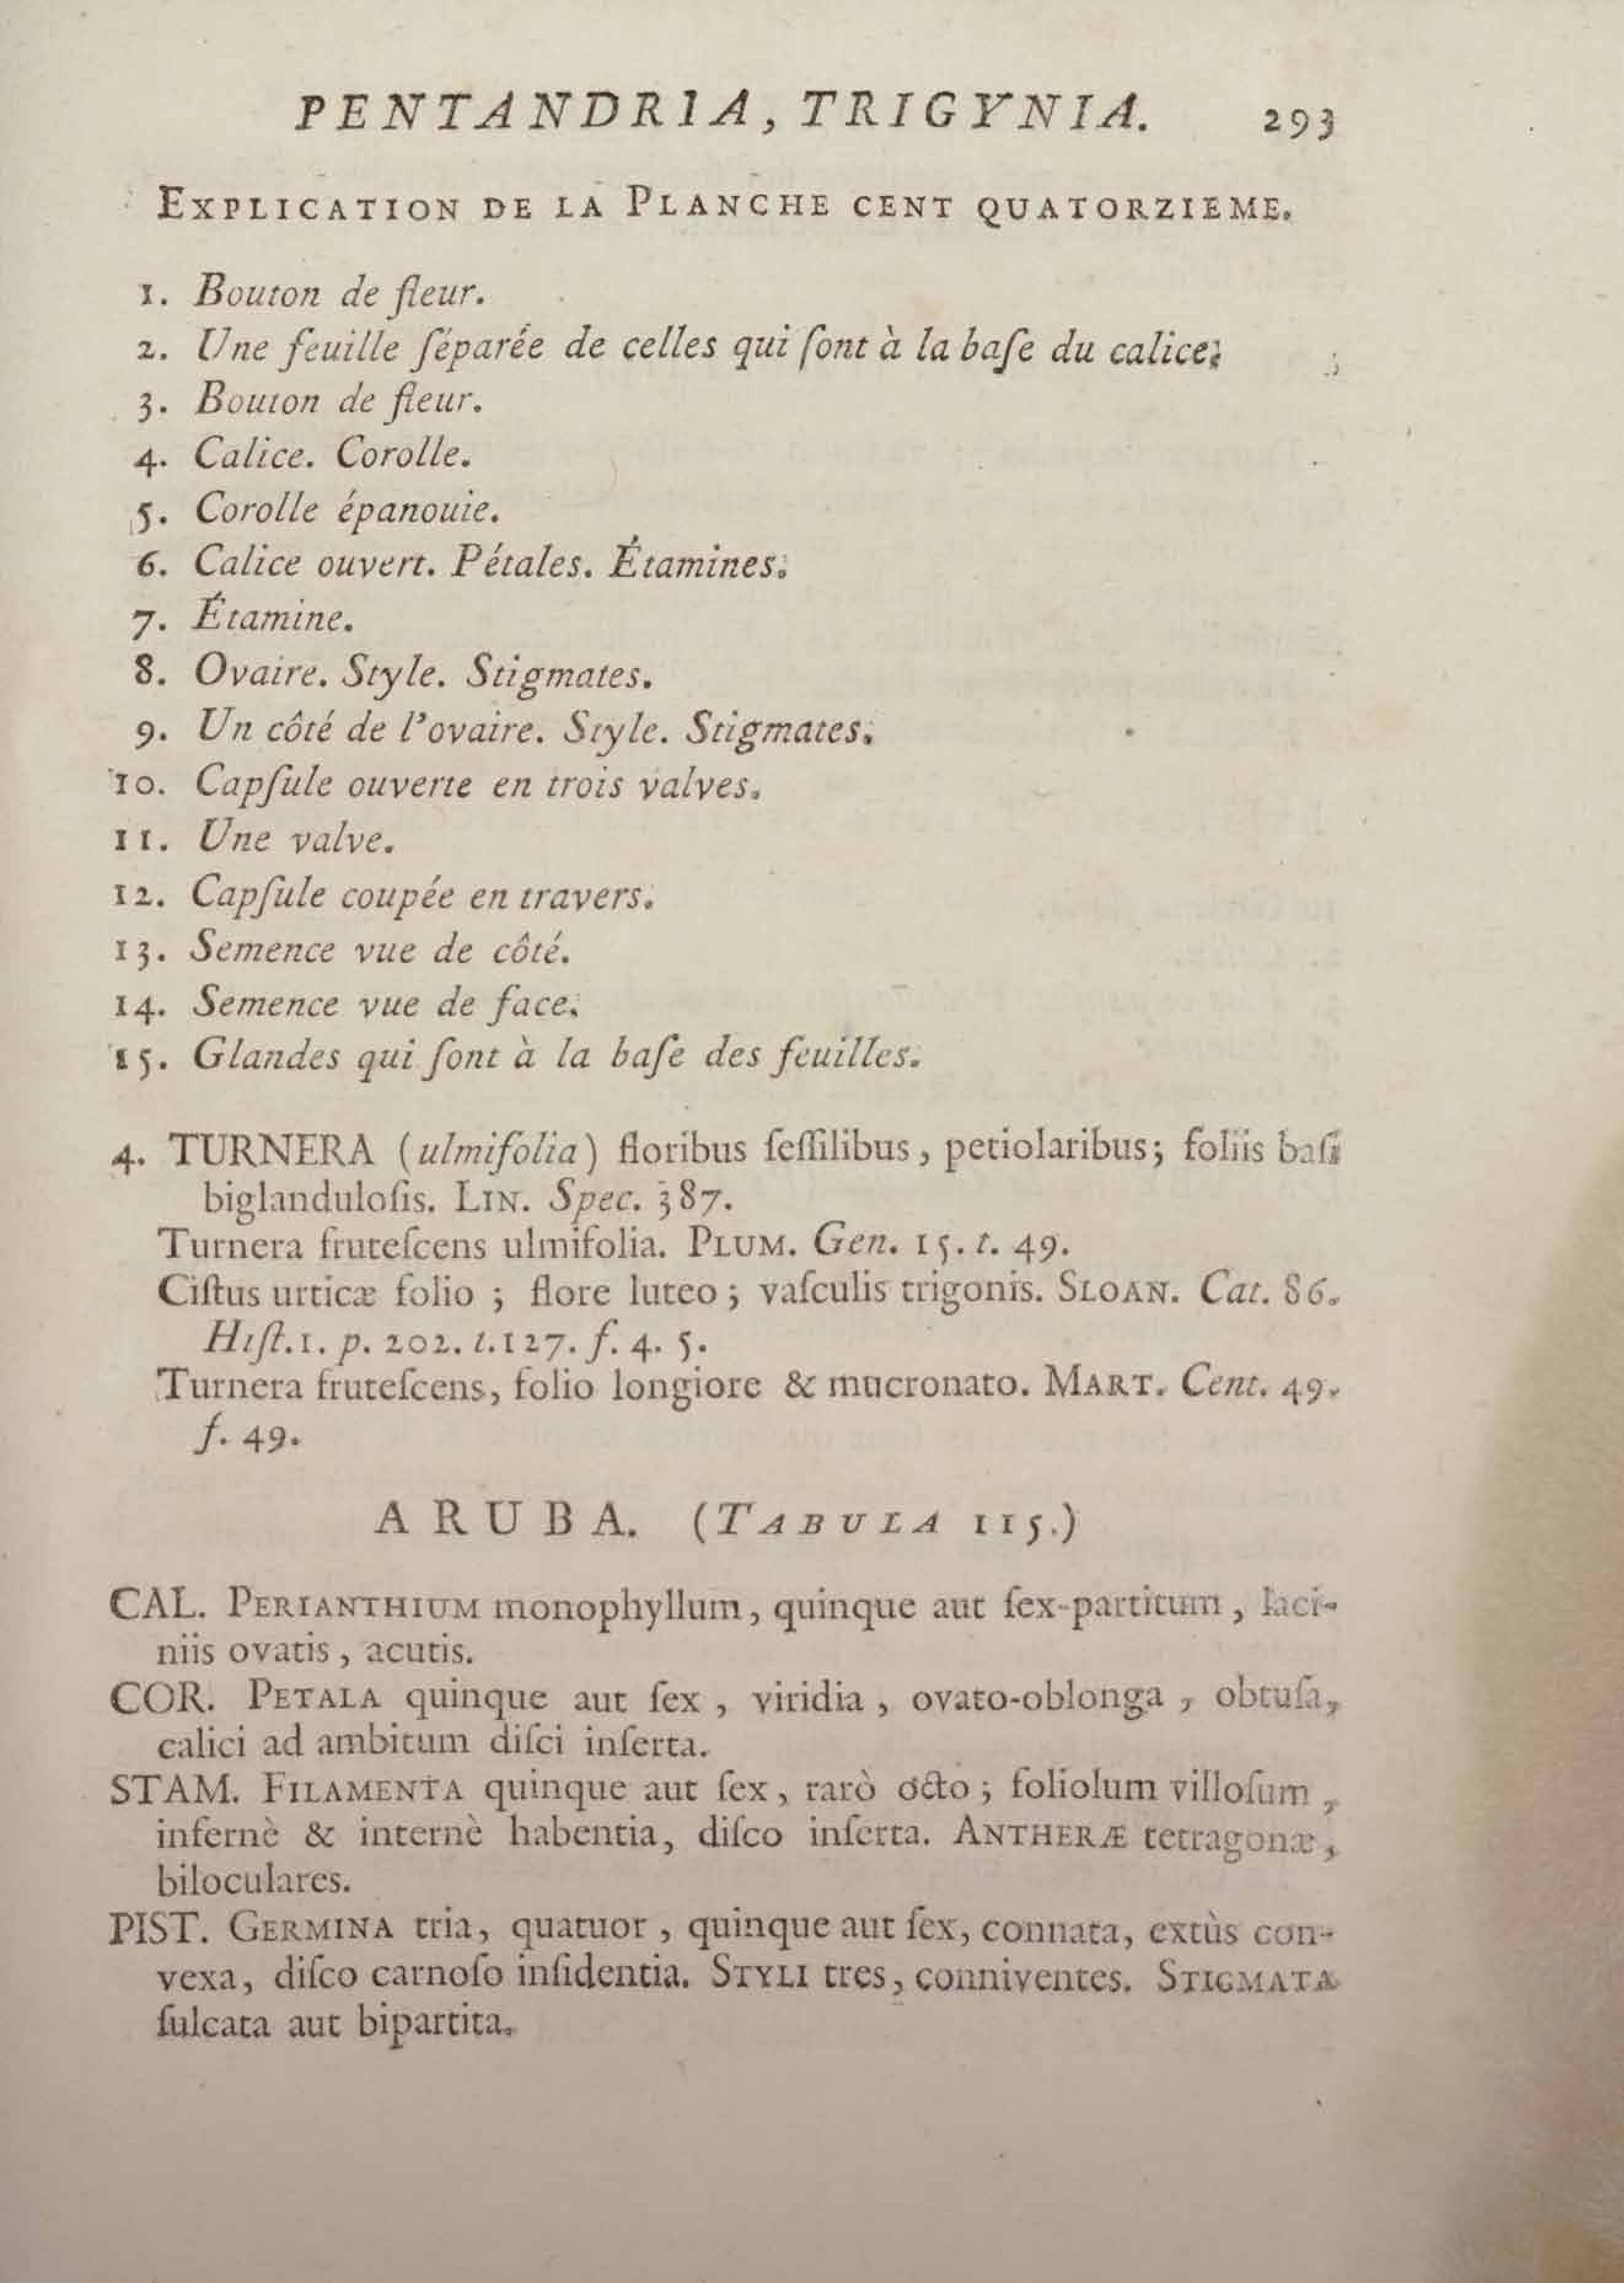 PENTANDRIA, TRIGYNIA. 293
EXPLICATION DE LA PLANCHE CENT QUATORZIEME.
1. Bouton de fleur.
2. Une feuille ſéparée de celles qui ſont à la baſe du calice.
3. Bouton de fleur.
4. Calice. Corolle.
5. Corolle épanouie.
6. Calice ouvert. Pétales. Étamines.
7. Étamine.
8. Ovaire. Style. Stigmates.
9. Un côté de l'ovaire. Style. Stigmates.
10. Capſule ouverte en trois valves.
11. Une valve.
12. Capſule coupée en travers.
13. Semence vue de côté.
14. Semence vue de face.
15. Glandes qui ſont à la baſe des feuilles.
4. TURNERA (ulmifolia) floribus ſeſſilibus, petiolaribus; foliis baſi
biglanduloſis. LIN. Spec. 387.
Turnera fruteſcens ulmifolia. PLUM. Gen. 15. t. 49.
Ciſtus urticæ folio ; flore luteo ; vaſculis trigonis. SLOAN. Cat. 86.
Hiſt. 1. p. 202. t. 127. f. 4. 5.
Turnera fruteſcens, folio longiore & mucronato. MART. Cent. 49.
f. 49.
ARUBA. (TABULA 115.)
CAL. PERIANTHIUM monophyllum, quinque aut ſex-partitum, laci-
niis ovatis, acutis.
COR. PETALA quinque aut ſex, viridia, ovato-oblonga, obtuſa,
calici ad ambitum diſci inſerta.
STAM. FILAMENTA quinque aut ſex, rarò octo ; foliolum villoſum,
infernè & internè habentia, diſco inſerta. ANTHERÆ tetragonæ,
biloculares.
PIST. GERMINA tria, quatuor, quinque aut ſex, connata, extùs con-
vexa, diſco carnoſo inſidentia. STYLI tres, conniventes. STIGMATA
ſulcata aut bipartita.